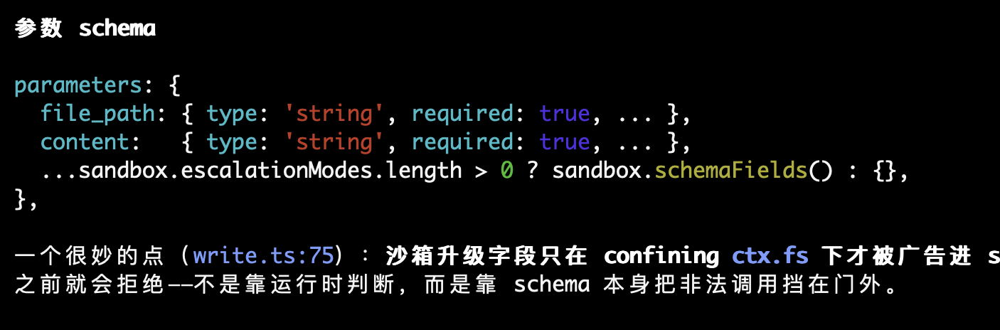 参数 schema
parameters: {
  file_path: { type: 'string', required: true, ... },
  content:   { type: 'string', required: true, ... },
  ...sandbox.escalationModes.length > 0 ? sandbox.schemaFields() : {},
},
一个很妙的点（write.ts:75）：沙箱升级字段只在 confining ctx.fs 下才被广告进 s
之前就会拒绝——不是靠运行时判断，而是靠 schema 本身把非法调用挡在门外。